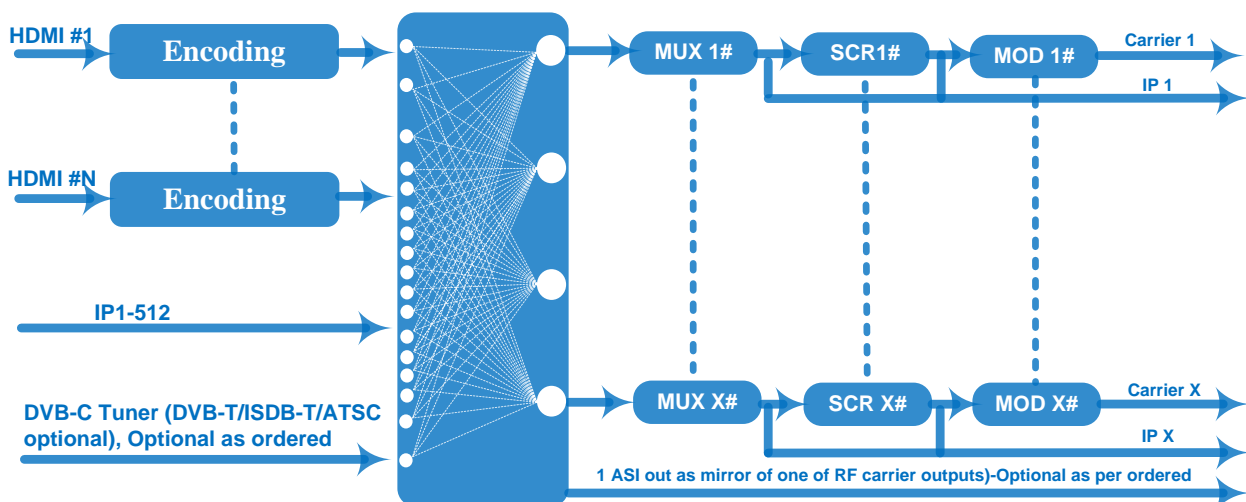 HDMI #1
Encoding
MUX 1#
SCR1#
MOD 1#
Carrier 1
IP 1
HDMI #N
Encoding
IP1-512
DVB-C Tuner (DVB-T/ISDB-T/ATSC
optional), Optional as ordered
MUX X#
SCR X#
MOD X#
Carrier X
IP X
1 ASI out as mirror of one of RF carrier outputs)-Optional as per ordered